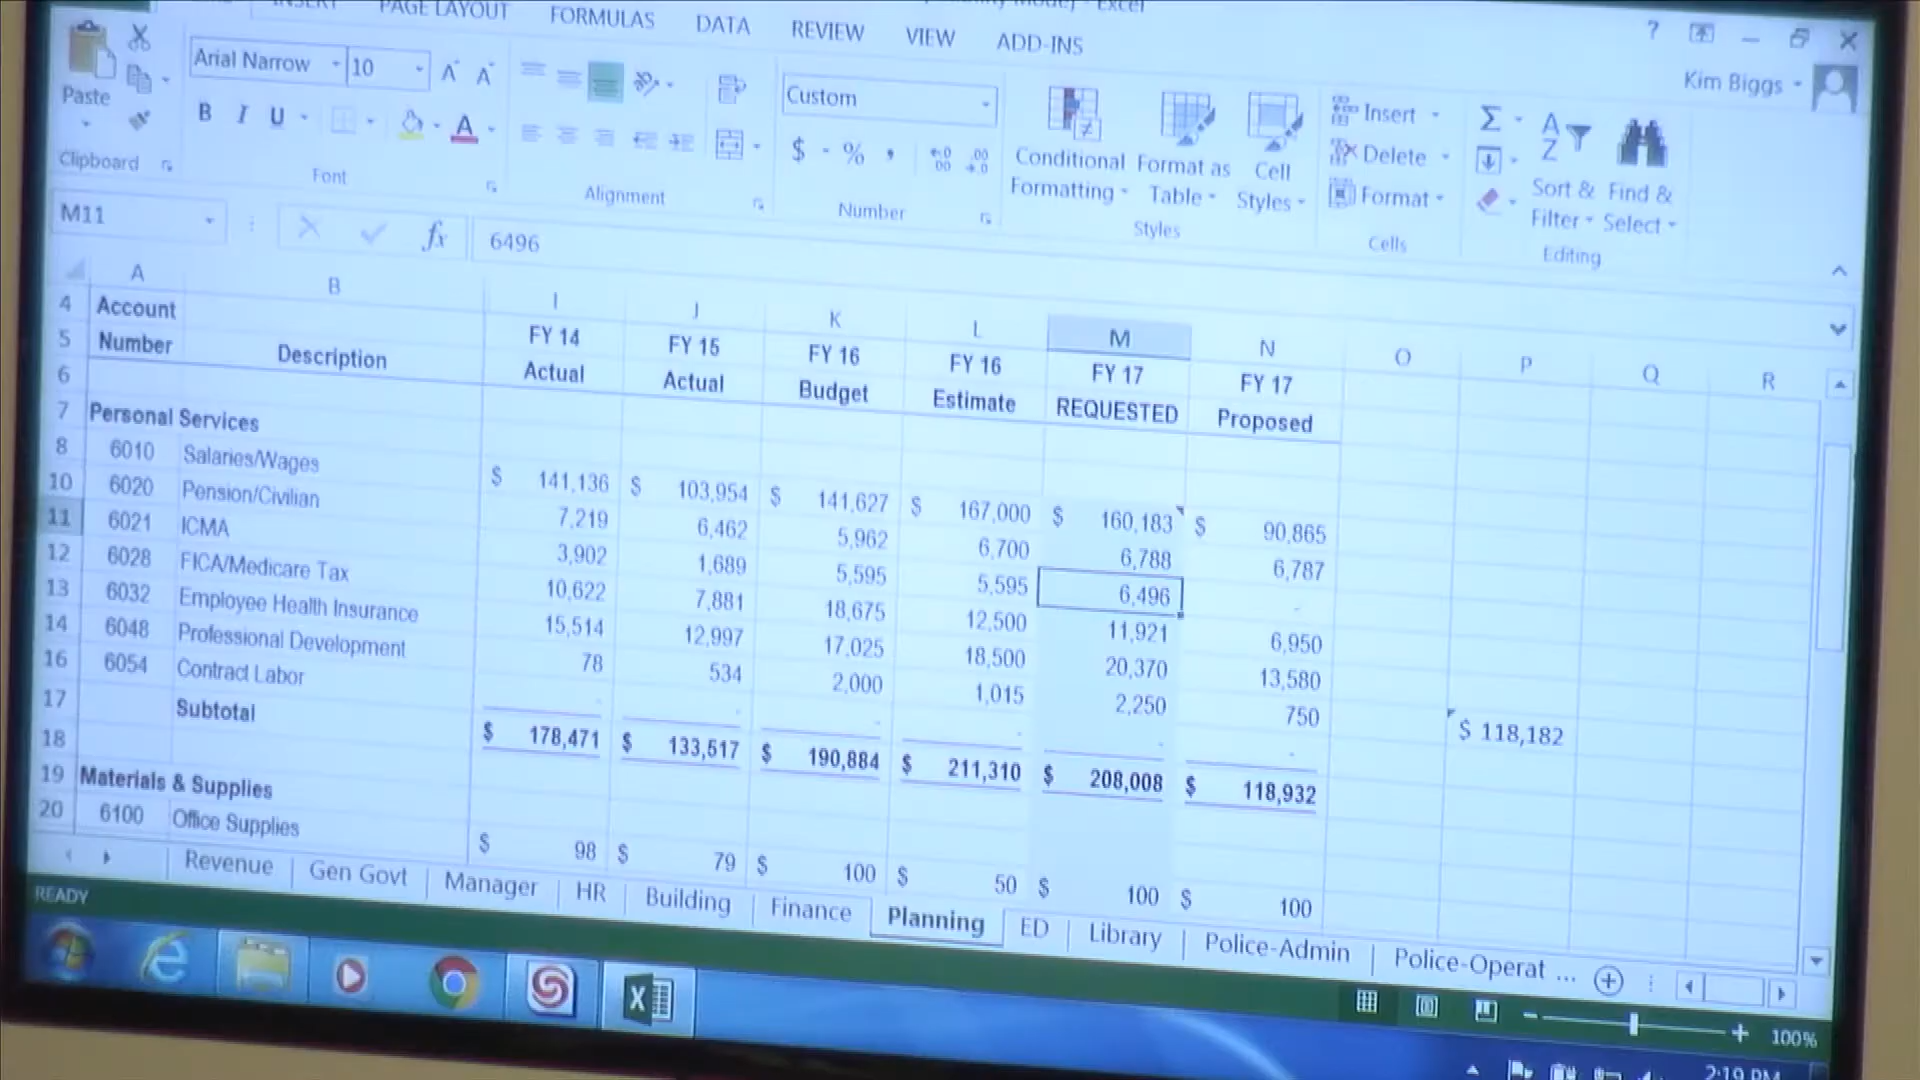 PAGE LAYOUT FORMULAS DATA REVIEW VIEW ADD-INS
Excel
?
Kim Biggs
Paste
Clipboard
Arial Narrow 10
B I U A
Font
Alignment
Custom
$ % ,
Number
Conditional Formatting
Format as Table
Cell Styles
Styles
Insert
Delete
Format
Cells
Σ
A
Z
Sort & Filter
Find & Select
Editing
M11 fx 6496
A B I J K L M N O P Q R
4 Account FY 14 FY 15 FY 16 FY 16 FY 17 FY 17
5 Number Description Actual Actual Budget Estimate REQUESTED Proposed
6
7 Personal Services
8 6010 Salaries/Wages $ 141,136 $ 103,954 $ 141,627 $ 167,000 $ 160,183 $ 90,865
10 6020 Pension/Civilian 7,219 6,462 5,962 6,700 6,788 6,787
11 6021 ICMA 3,902 1,689 5,595 5,595 6,496 -
12 6028 FICA/Medicare Tax 10,622 7,881 18,675 12,500 11,921 6,950
13 6032 Employee Health Insurance 15,514 12,997 17,025 18,500 20,370 13,580
14 6048 Professional Development 78 534 2,000 1,015 2,250 750
16 6054 Contract Labor - - - - - - $ 118,182
17 Subtotal $ 178,471 $ 133,517 $ 190,884 $ 211,310 $ 208,008 $ 118,932
18
19 Materials & Supplies
20 6100 Office Supplies $ 98 $ 79 $ 100 $ 50 $ 100 $ 100
Revenue Gen Govt Manager HR Building Finance Planning ED Library Police-Admin Police-Operat ...
READY
100%
2:19 PM